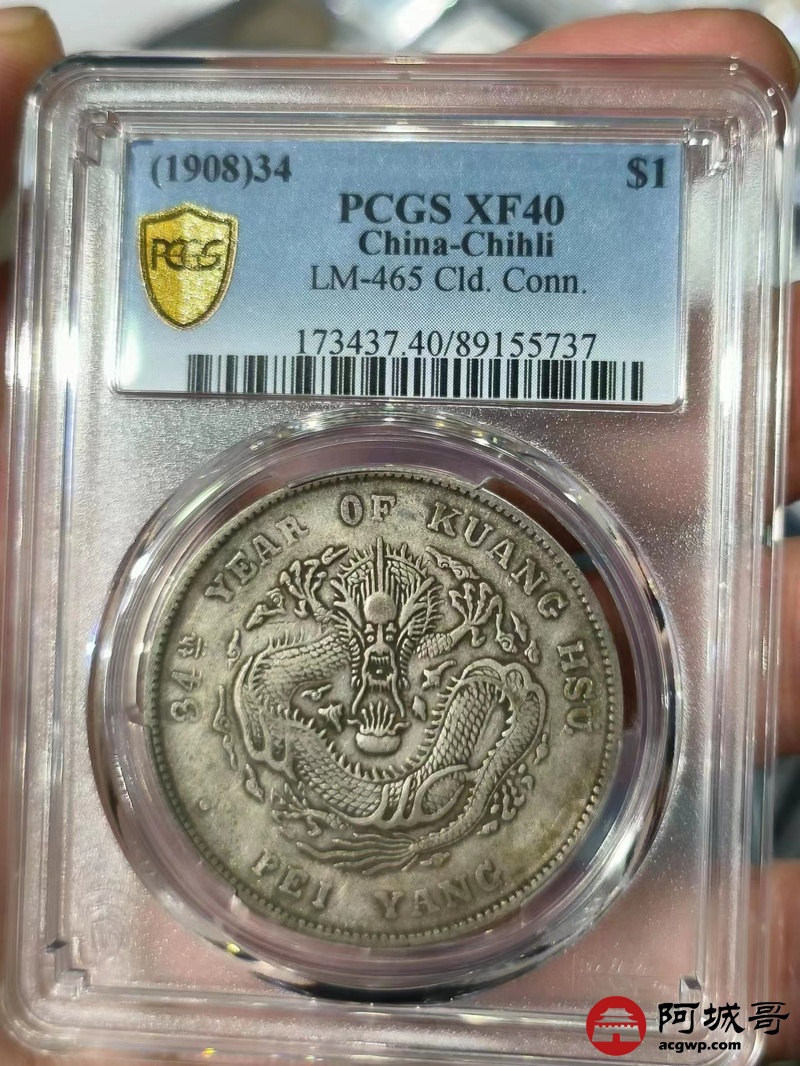 (1908)34 $1
PCGS XF40
China-Chihli
LM-465 Cld. Conn.
PCGS
173437.40/89155737
34TH YEAR OF KUANG HSU
PEI YANG
阿城哥
acgwp.com